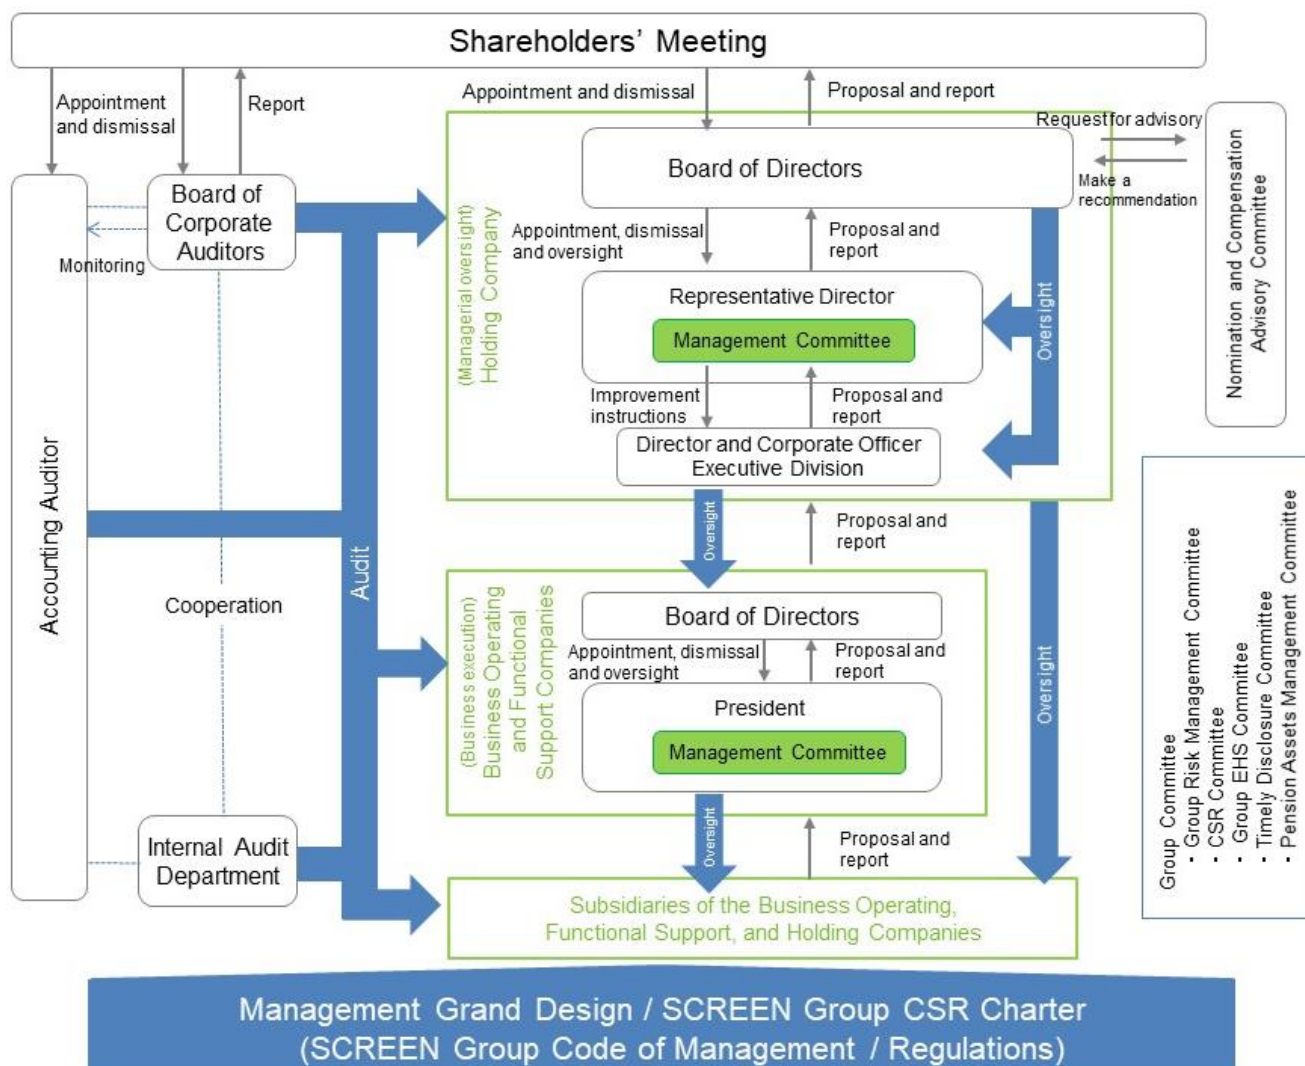 Shareholders’ Meeting
Appointment
and dismissal
Report
Appointment and dismissal
Proposal and report
Request for advisory
Make a
recommendation
Nomination and Compensation
Advisory Committee
Board of
Corporate
Auditors
Monitoring
Accounting Auditor
(Managerial oversight)
Holding Company
Board of Directors
Appointment, dismissal
and oversight
Proposal and
report
Representative Director
Management Committee
Oversight
Improvement
instructions
Proposal and
report
Director and Corporate Officer
Executive Division
Oversight
Proposal and
report
Audit
Cooperation
(Business execution)
Business Operating
and Functional
Support Companies
Board of Directors
Appointment, dismissal
and oversight
Proposal and
report
President
Management Committee
Oversight
Group Committee
· Group Risk Management Committee
· CSR Committee
· Group EHS Committee
· Timely Disclosure Committee
· Pension Assets Management Committee
Oversight
Proposal and
report
Internal Audit
Department
Subsidiaries of the Business Operating,
Functional Support, and Holding Companies
Management Grand Design / SCREEN Group CSR Charter
(SCREEN Group Code of Management / Regulations)